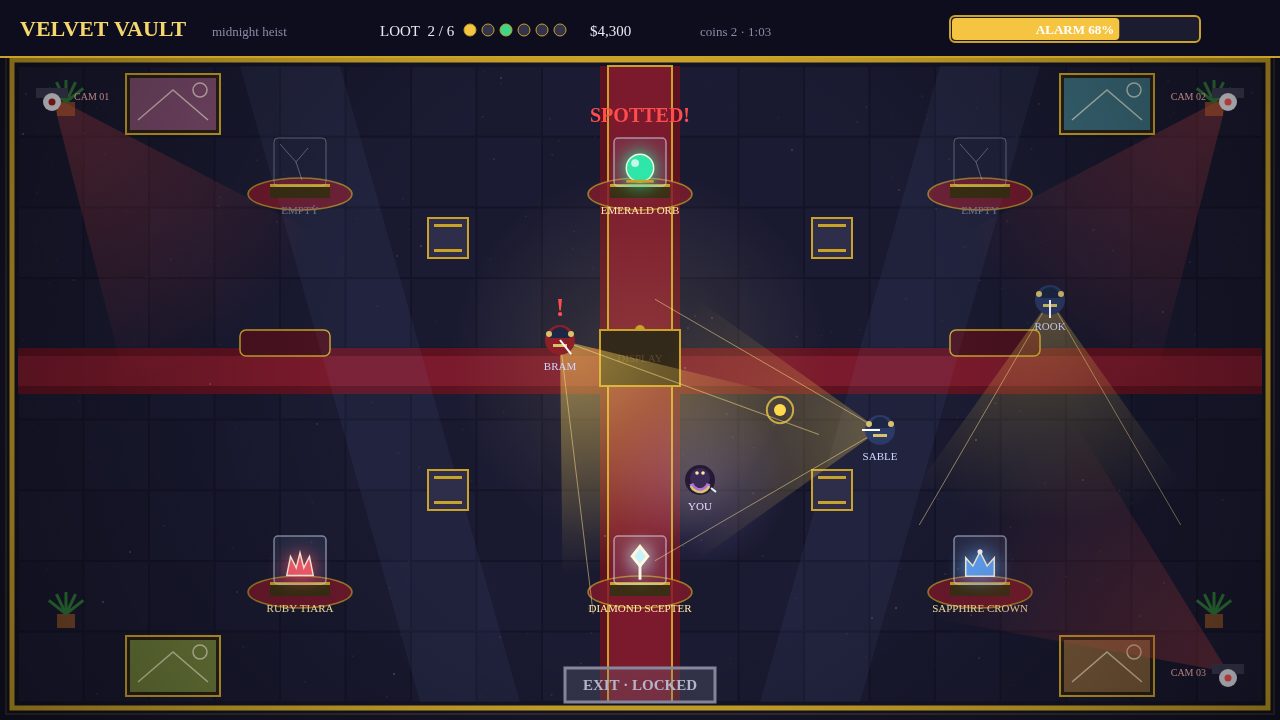 VELVET VAULT midnight heist LOOT 2 / 6 $4,300 coins 2 · 1:03 ALARM 68%
CAM 01
CAM 02
SPOTTED!
EMPTY
EMERALD ORB
EMPTY
!
ROOK
DISPLAY
BRAM
SABLE
YOU
RUBY TIARA
DIAMOND SCEPTER
SAPPHIRE CROWN
CAM 03
EXIT · LOCKED